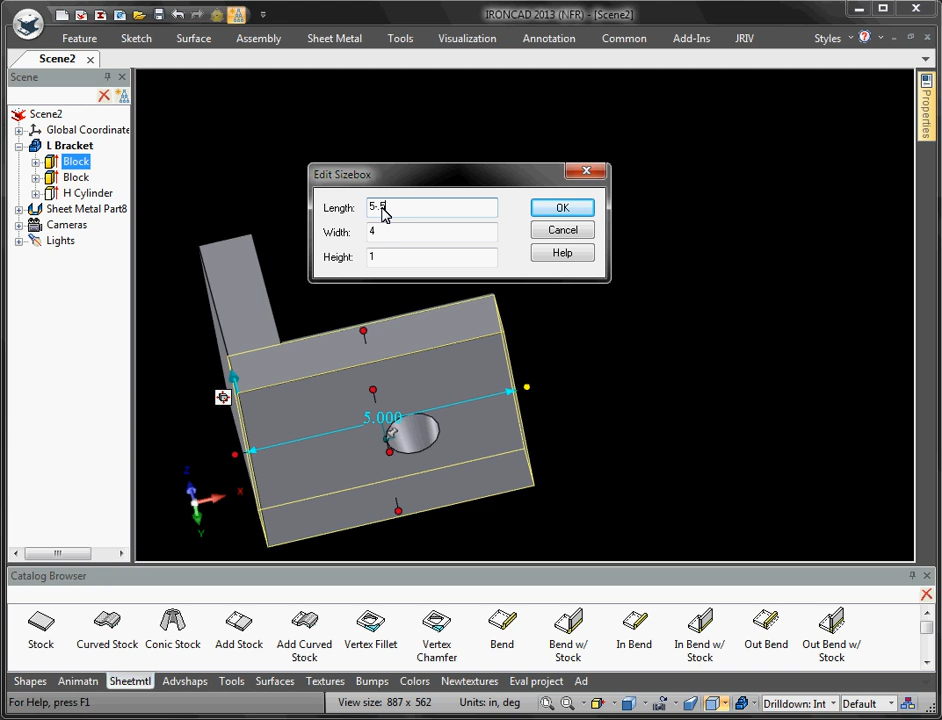 IRONCAD 2013 (NFR) - [Scene2]
Feature Sketch Surface Assembly Sheet Metal Tools Visualization Annotation Common Add-Ins JRIV Styles
Scene2
Scene
Scene2
Global Coordinate
L Bracket
Block
Block
H Cylinder
Sheet Metal Part8
Cameras
Lights
Edit Sizebox
Length: 5-.5 OK
Width: 4 Cancel
Height: 1 Help
Properties
5.000
Z
X
Y
Catalog Browser
Stock Curved Stock Conic Stock Add Stock Add Curved Stock Vertex Fillet Vertex Chamfer Bend Bend w/ Stock In Bend In Bend w/ Stock Out Bend Out Bend w/ Stock
Shapes Animatn Sheetmtl Advshaps Tools Surfaces Textures Bumps Colors Newtextures Eval project Ad
For Help, press F1 View size: 887 x 562 Units: in, deg Drilldown: Int Default